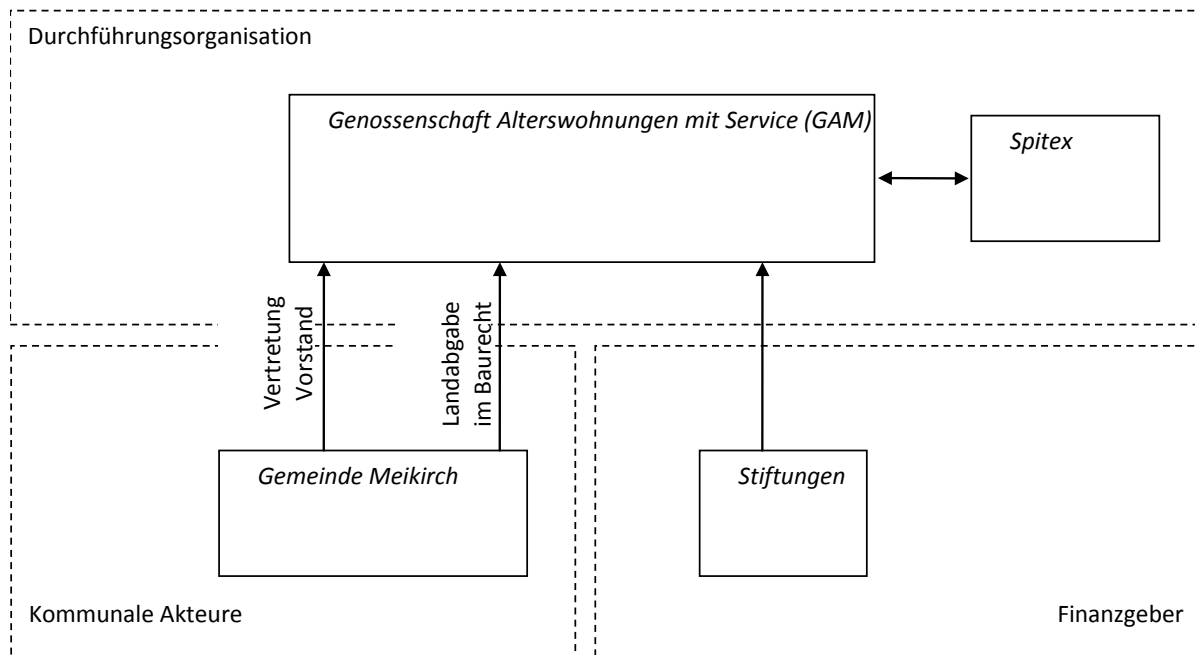 Durchführungsorganisation
Genossenschaft Alterswohnungen mit Service (GAM)
Spitex
Vertretung
Vorstand
Landabgabe
im Baurecht
Gemeinde Meikirch
Stiftungen
Kommunale Akteure
Finanzgeber